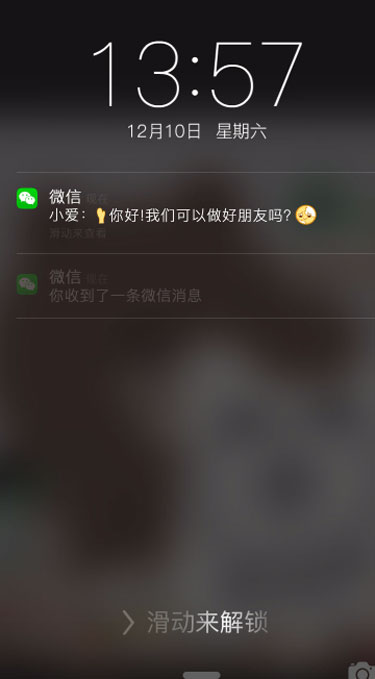 13:57
12月10日 星期六
微信 现在
小爱：👇你好!我们可以做好朋友吗?
滑动来查看
微信 现在
你收到了一条微信消息
滑动来解锁